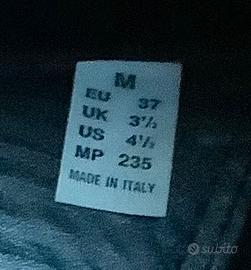 M
EU 37
UK 3½
US 4½
MP 235
MADE IN ITALY
subito